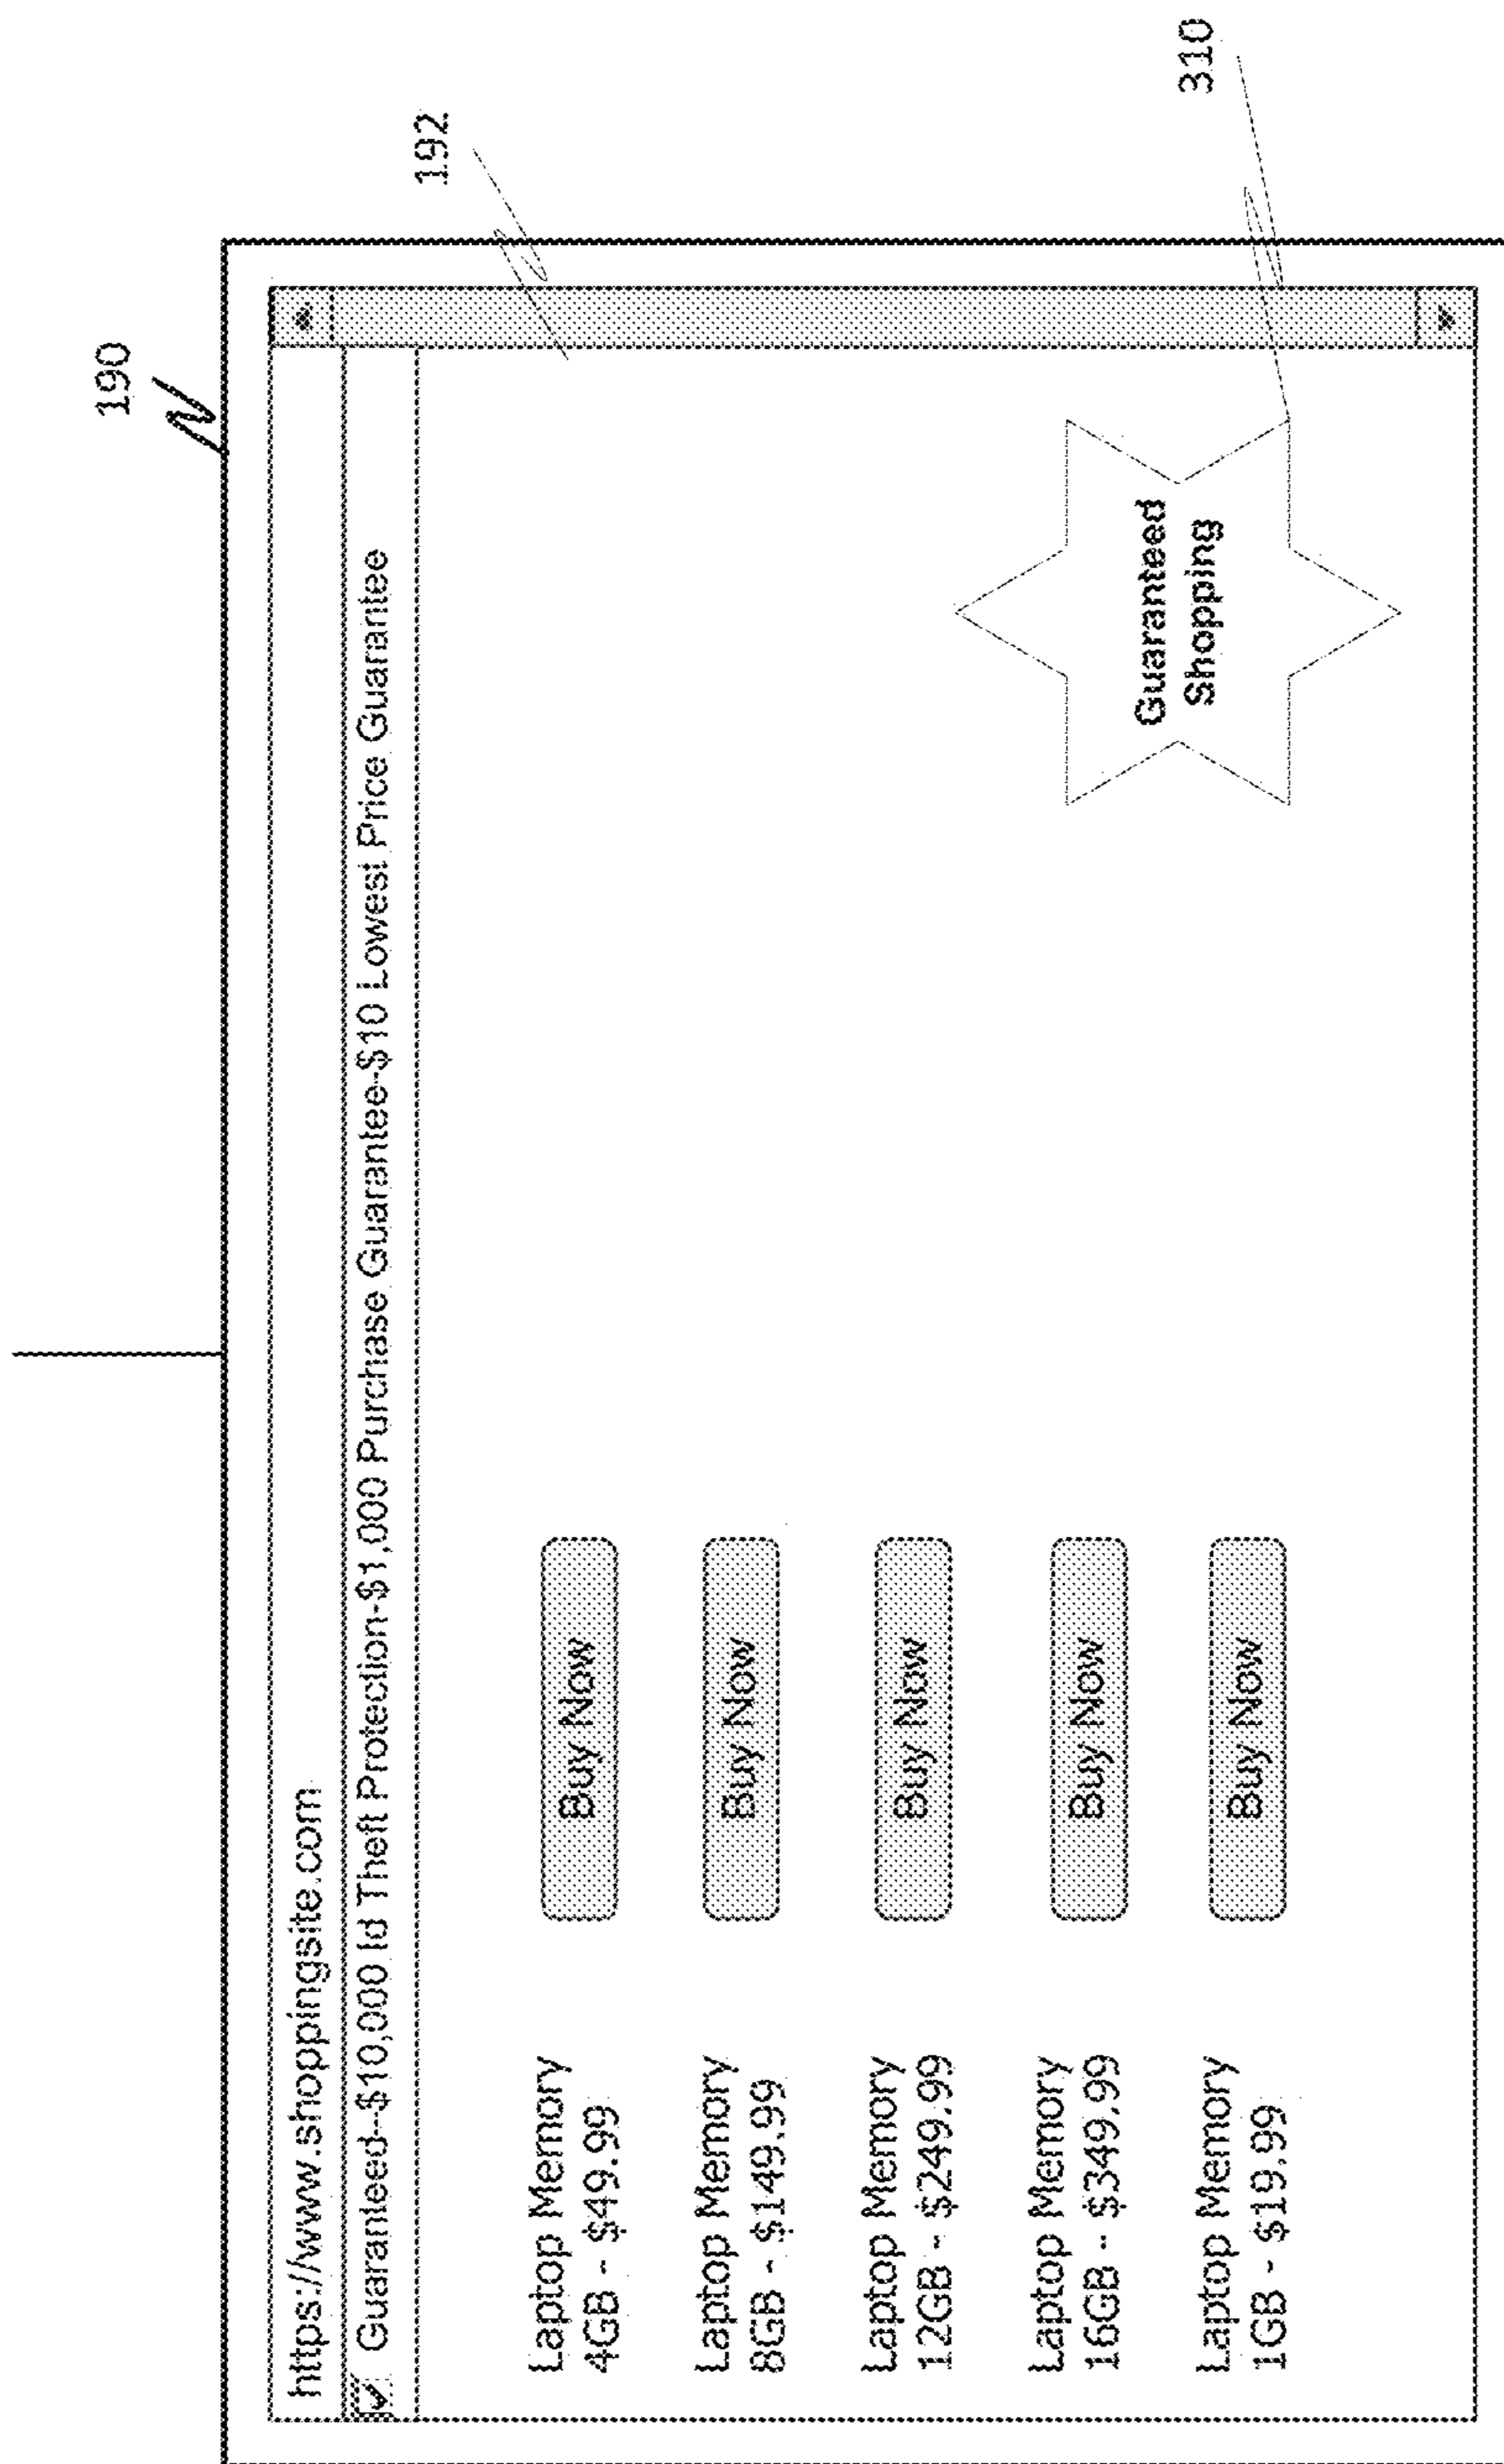 190
192
https://www.shoppingsite.com
Guaranteed--$10,000 Id Theft Protection-$1,000 Purchase Guarantee-$10 Lowest Price Guarantee
Laptop Memory
4GB - $49.99
Buy Now
Laptop Memory
8GB - $149.99
Buy Now
Laptop Memory
12GB - $249.99
Buy Now
Laptop Memory
16GB - $349.99
Buy Now
Laptop Memory
1GB - $19.99
Buy Now
Guaranteed
Shopping
310